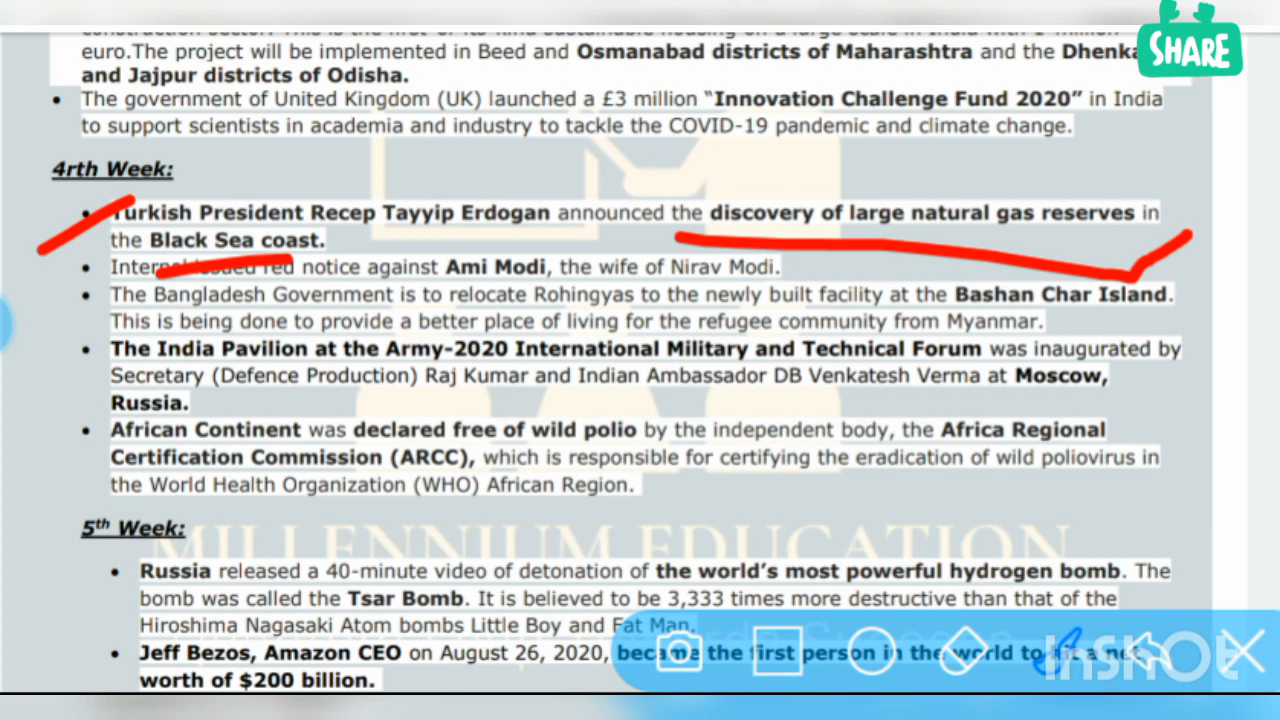 construction sector. This is the first of its kind sustainable housing on a large scale in India with 1 million
euro.The project will be implemented in Beed and Osmanabad districts of Maharashtra and the
and Jajpur districts of Odisha.
• The government of United Kingdom (UK) launched a £3 million “Innovation Challenge Fund 2020” in India
to support scientists in academia and industry to tackle the COVID-19 pandemic and climate change.
4rth Week:
• Turkish President Recep Tayyip Erdogan announced the discovery of large natural gas reserves in
the Black Sea coast.
• issued red notice against Ami Modi, the wife of Nirav Modi.
• The Bangladesh Government is to relocate Rohingyas to the newly built facility at the Bashan Char Island.
This is being done to provide a better place of living for the refugee community from Myanmar.
• The India Pavilion at the Army-2020 International Military and Technical Forum was inaugurated by
Secretary (Defence Production) Raj Kumar and Indian Ambassador DB Venkatesh Verma at Moscow,
Russia.
• African Continent was declared free of wild polio by the independent body, the Africa Regional
Certification Commission (ARCC), which is responsible for certifying the eradication of wild poliovirus in
the World Health Organization (WHO) African Region.
5th Week:
• Russia released a 40-minute video of detonation of the world’s most powerful hydrogen bomb. The
bomb was called the Tsar Bomb. It is believed to be 3,333 times more destructive than that of the
Hiroshima Nagasaki Atom bombs Little Boy and Fat Man.
• Jeff Bezos, Amazon CEO on August 26, 2020, became the first person in the world to hit a net
worth of $200 billion.
SHARE
MILLENNIUM EDUCATION
InShOt